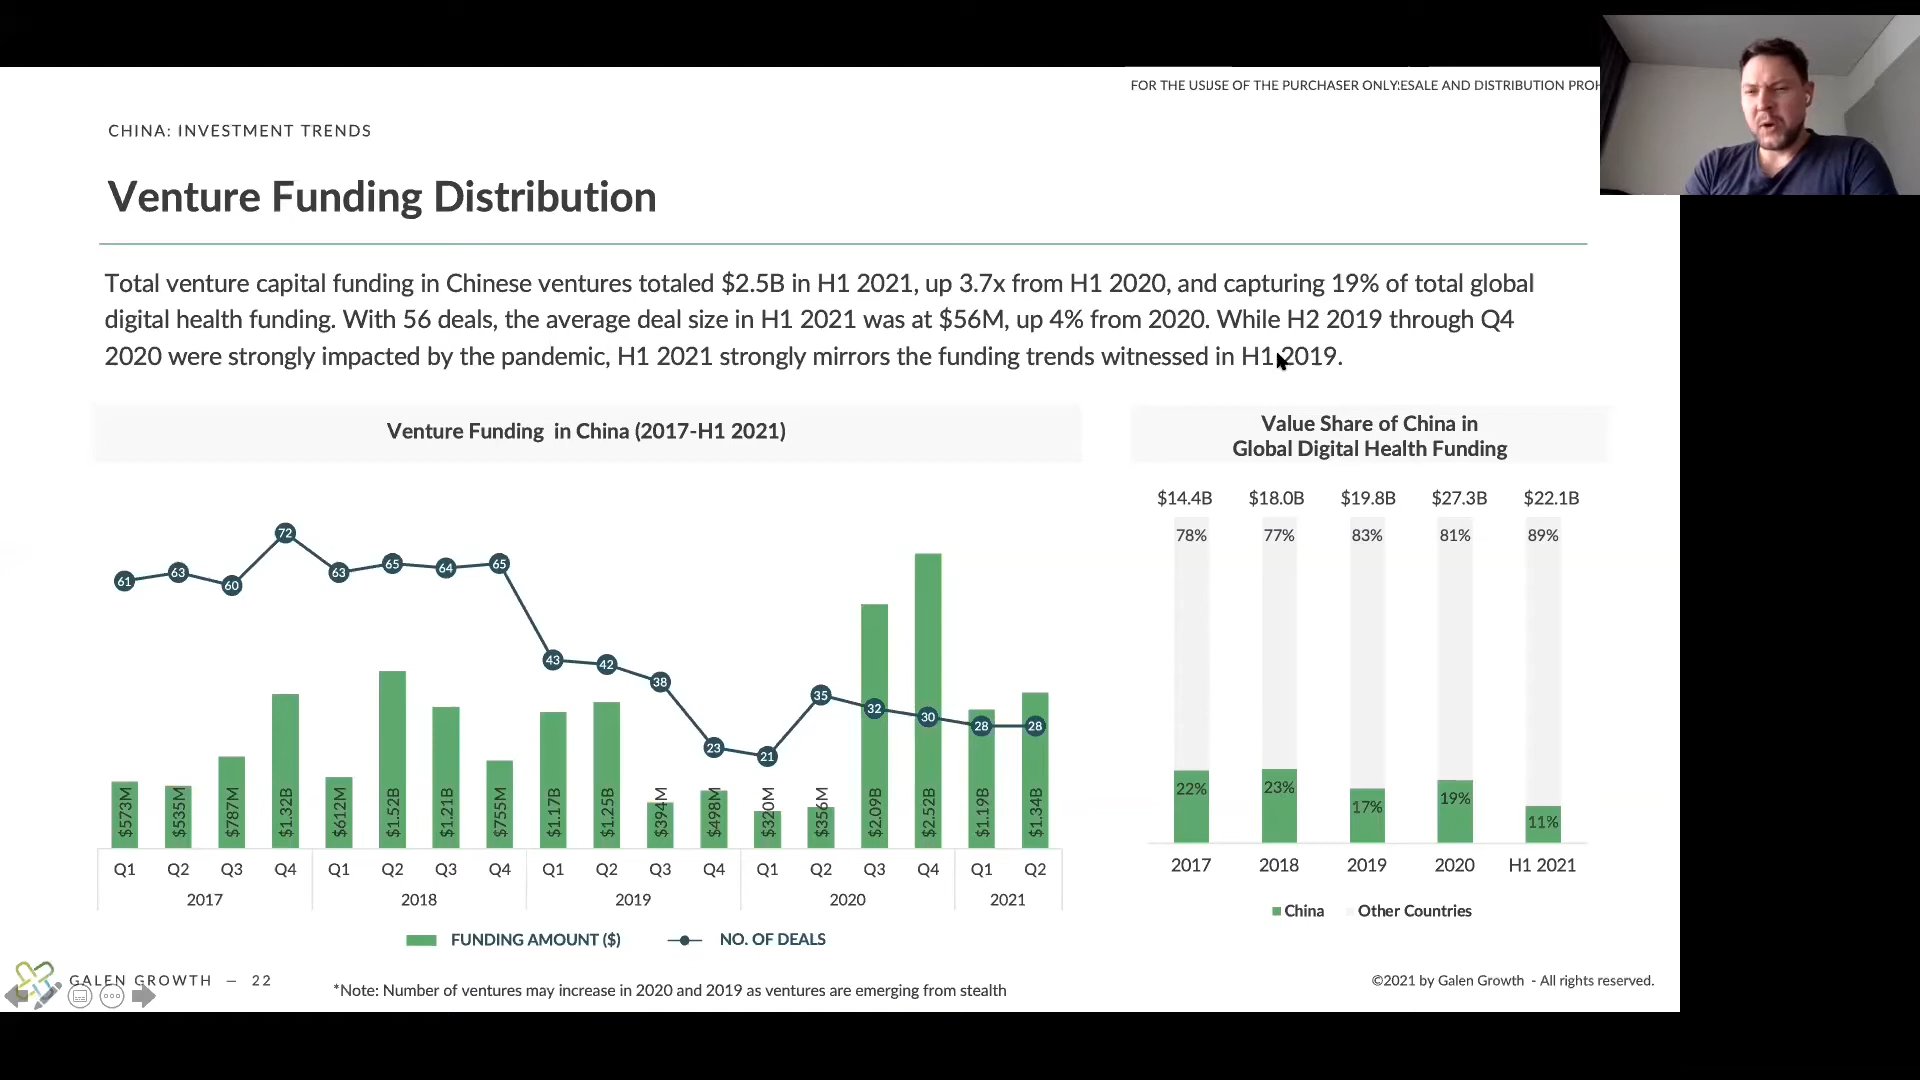 FOR THE USUSE OF THE PURCHASER ONLY:ESALE AND DISTRIBUTION PROH
CHINA: INVESTMENT TRENDS
Venture Funding Distribution
Total venture capital funding in Chinese ventures totaled $2.5B in H1 2021, up 3.7x from H1 2020, and capturing 19% of total global
digital health funding. With 56 deals, the average deal size in H1 2021 was at $56M, up 4% from 2020. While H2 2019 through Q4
2020 were strongly impacted by the pandemic, H1 2021 strongly mirrors the funding trends witnessed in H1 2019.
Venture Funding in China (2017-H1 2021)
61 63 60 72 63 65 64 65 43 42 38 23 21 35 32 30 28 28
$573M $535M $787M $1.32B $612M $1.52B $1.21B $755M $1.17B $1.25B $394M $498M $320M $356M $2.09B $2.52B $1.19B $1.34B
Q1 Q2 Q3 Q4 Q1 Q2 Q3 Q4 Q1 Q2 Q3 Q4 Q1 Q2 Q3 Q4 Q1 Q2
2017 2018 2019 2020 2021
FUNDING AMOUNT ($) NO. OF DEALS
Value Share of China in
Global Digital Health Funding
$14.4B $18.0B $19.8B $27.3B $22.1B
78% 77% 83% 81% 89%
22% 23% 17% 19% 11%
2017 2018 2019 2020 H1 2021
China Other Countries
GALEN GROWTH — 22
*Note: Number of ventures may increase in 2020 and 2019 as ventures are emerging from stealth
©2021 by Galen Growth - All rights reserved.